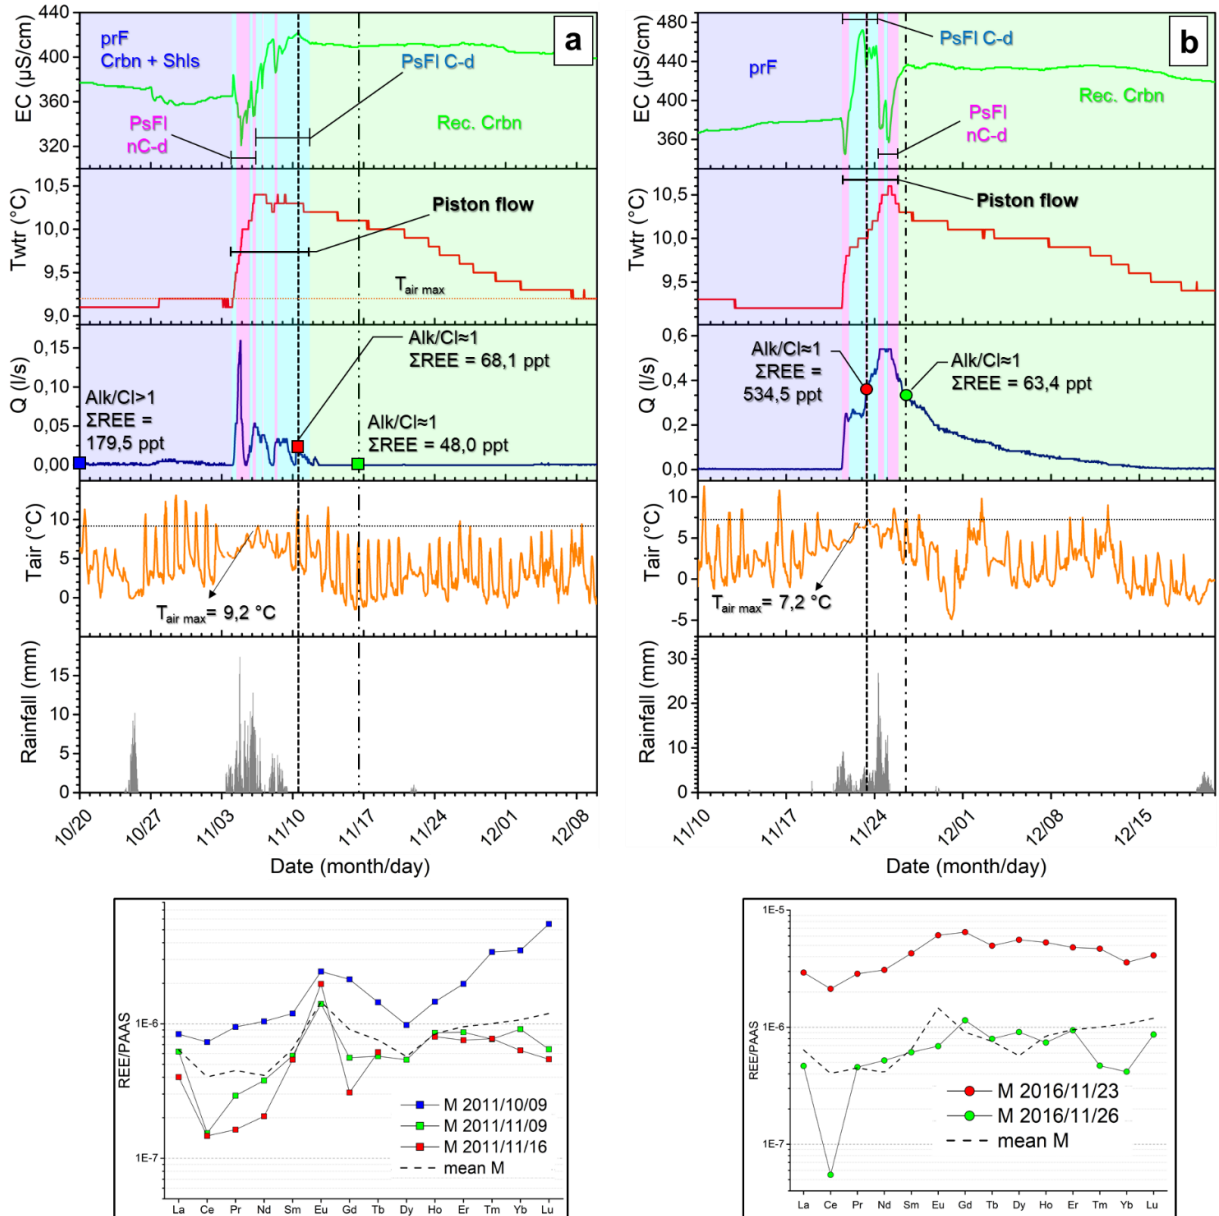 a
EC (µS/cm)
440
400
360
320
prF
Crbn + Shls
PsFl C-d
PsFl
nC-d
Rec. Crbn
Twtr (°C)
10,5
10,0
9,5
9,0
Piston flow
Tair max
Q (l/s)
0,15
0,10
0,05
0,00
Alk/Cl>1
ΣREE =
179,5 ppt
Alk/Cl≈1
ΣREE = 68,1 ppt
Alk/Cl≈1
ΣREE = 48,0 ppt
Tair (°C)
10
5
0
Tair max= 9,2 °C
Rainfall (mm)
15
10
5
0
10/20
10/27
11/03
11/10
11/17
11/24
12/01
12/08
Date (month/day)
b
EC (µS/cm)
480
440
400
360
prF
PsFl C-d
PsFl
nC-d
Rec. Crbn
Twtr (°C)
10,5
10,0
9,5
Piston flow
Q (l/s)
0,6
0,4
0,2
0,0
Alk/Cl≈1
ΣREE =
534,5 ppt
Alk/Cl≈1
ΣREE = 63,4 ppt
Tair (°C)
10
5
0
-5
Tair max= 7,2 °C
Rainfall (mm)
30
20
10
0
11/10
11/17
11/24
12/01
12/08
12/15
Date (month/day)
REE/PAAS
1E-6
1E-7
M 2011/10/09
M 2011/11/09
M 2011/11/16
mean M
La Ce Pr Nd Sm Eu Gd Tb Dy Ho Er Tm Yb Lu
REE/PAAS
1E-5
1E-6
1E-7
M 2016/11/23
M 2016/11/26
mean M
La Ce Pr Nd Sm Eu Gd Tb Dy Ho Er Tm Yb Lu